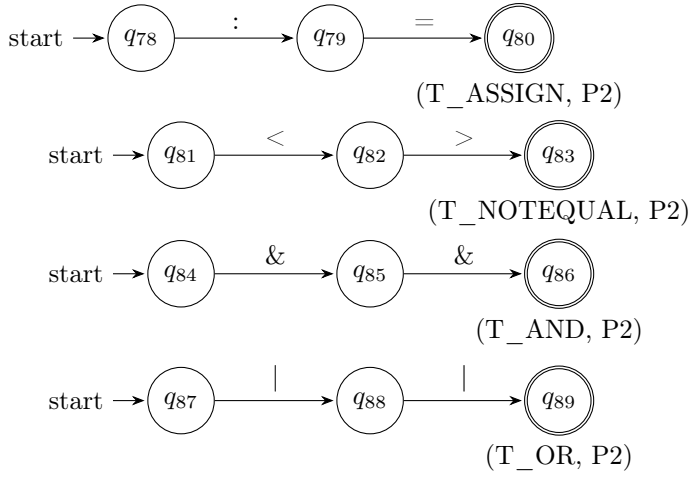 start q78 : q79 = q80
(T_ASSIGN, P2)
start q81 < q82 > q83
(T_NOTEQUAL, P2)
start q84 & q85 & q86
(T_AND, P2)
start q87 | q88 | q89
(T_OR, P2)